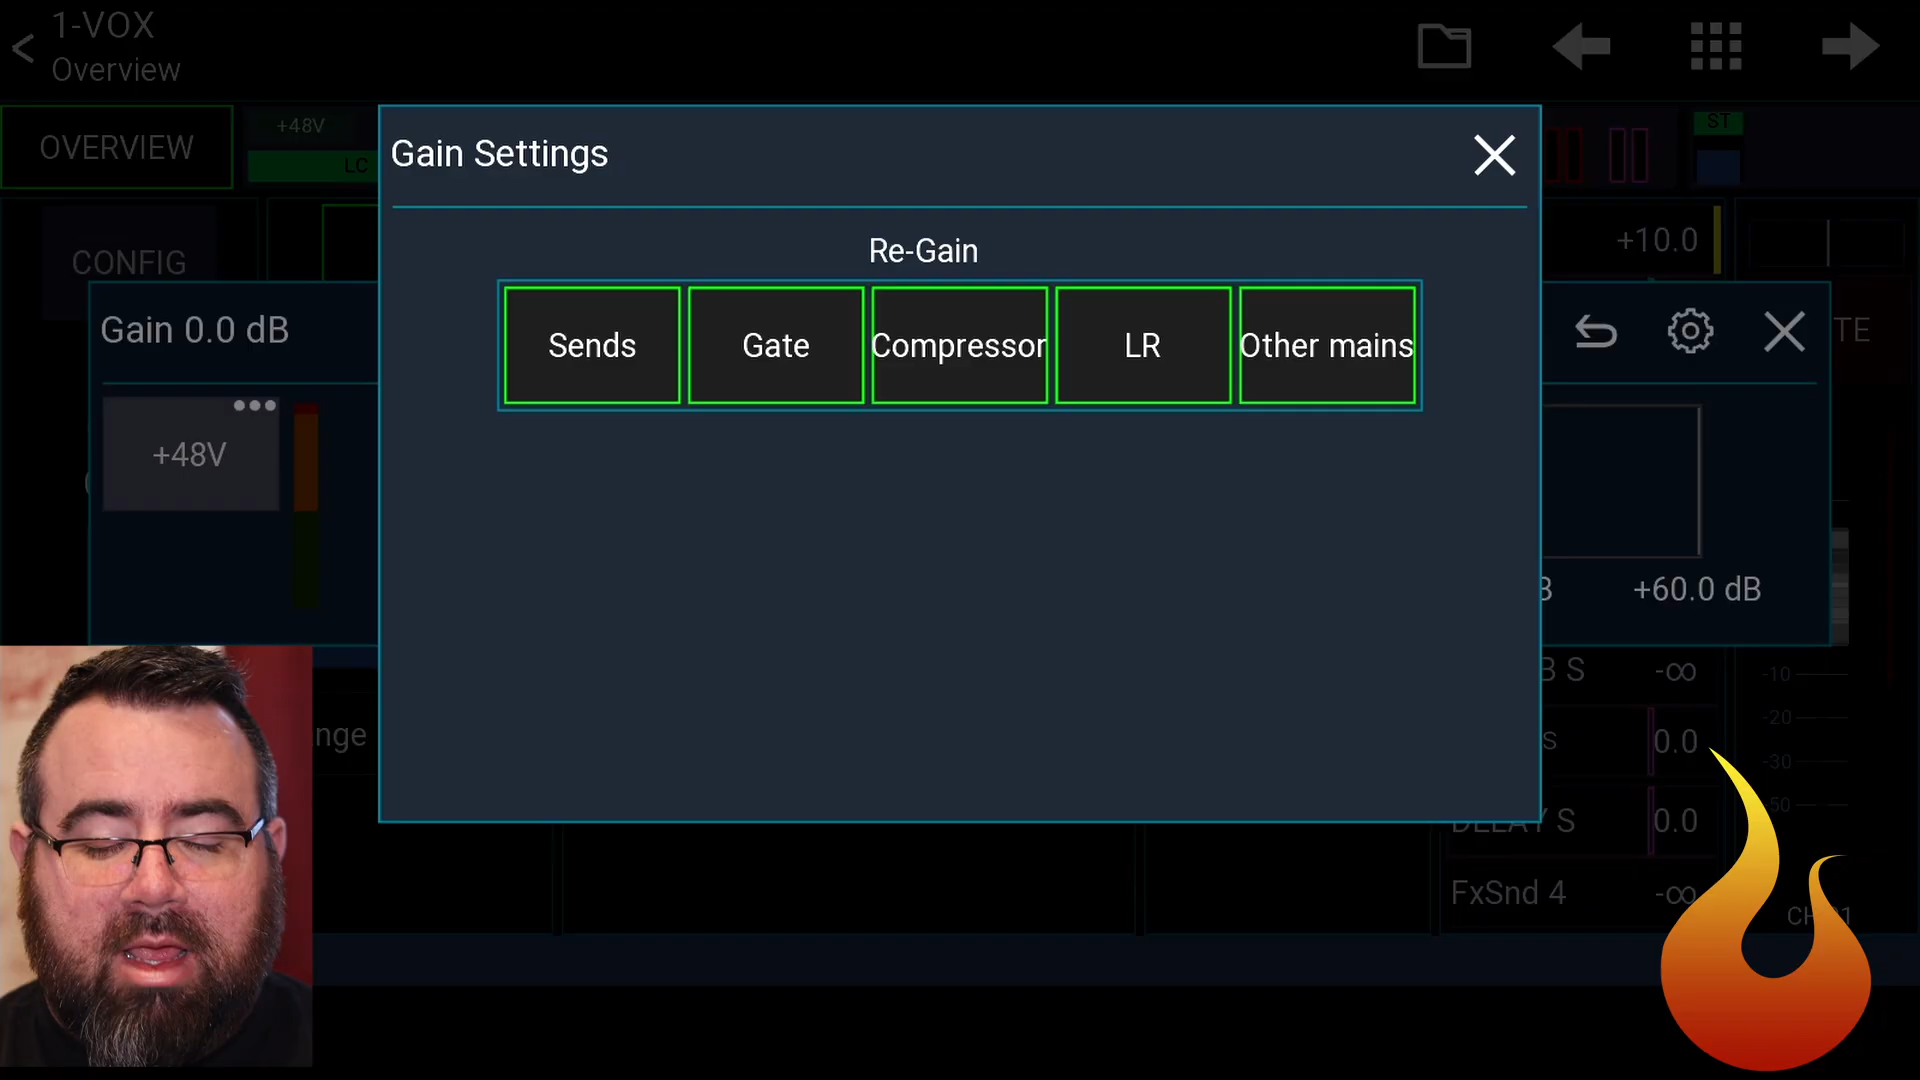 1-VOX
Overview
OVERVIEW
+48V
LC
Gain Settings
ST
CONFIG
Re-Gain
+10.0
Gain 0.0 dB
Sends
Gate
Compressor
LR
Other mains
TE
+48V
B
+60.0 dB
B S
-∞
-10
-20
-30
-50
nge
S
0.0
DELAY S
0.0
FxSnd 4
-∞